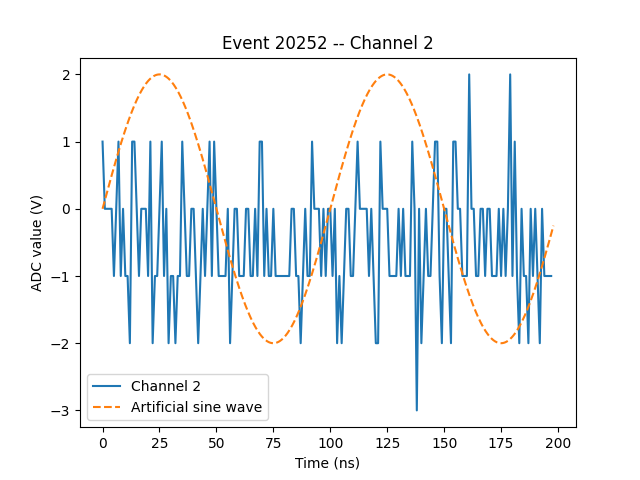 Event 20252 -- Channel 2
ADC value (V)
2
1
0
−1
−2
−3
Channel 2
Artificial sine wave
0 25 50 75 100 125 150 175 200
Time (ns)